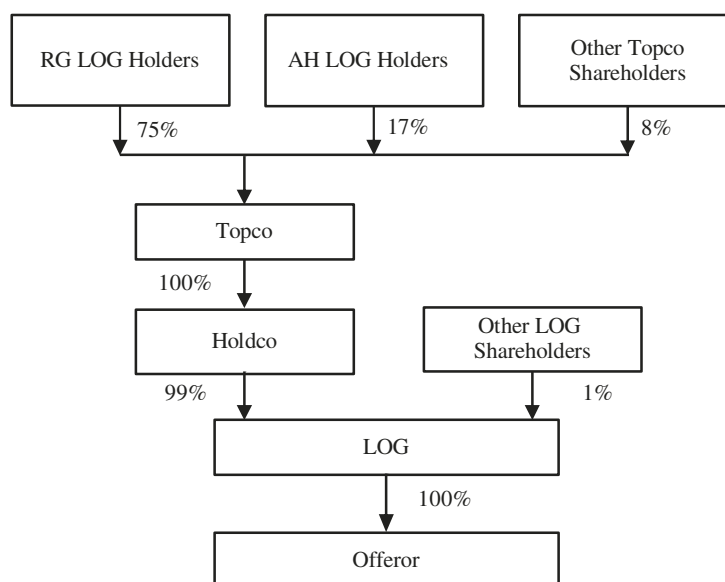 RG LOG Holders
AH LOG Holders
Other Topco
Shareholders
75%
17%
8%
Topco
100%
Holdco
Other LOG
Shareholders
99%
1%
LOG
100%
Offeror